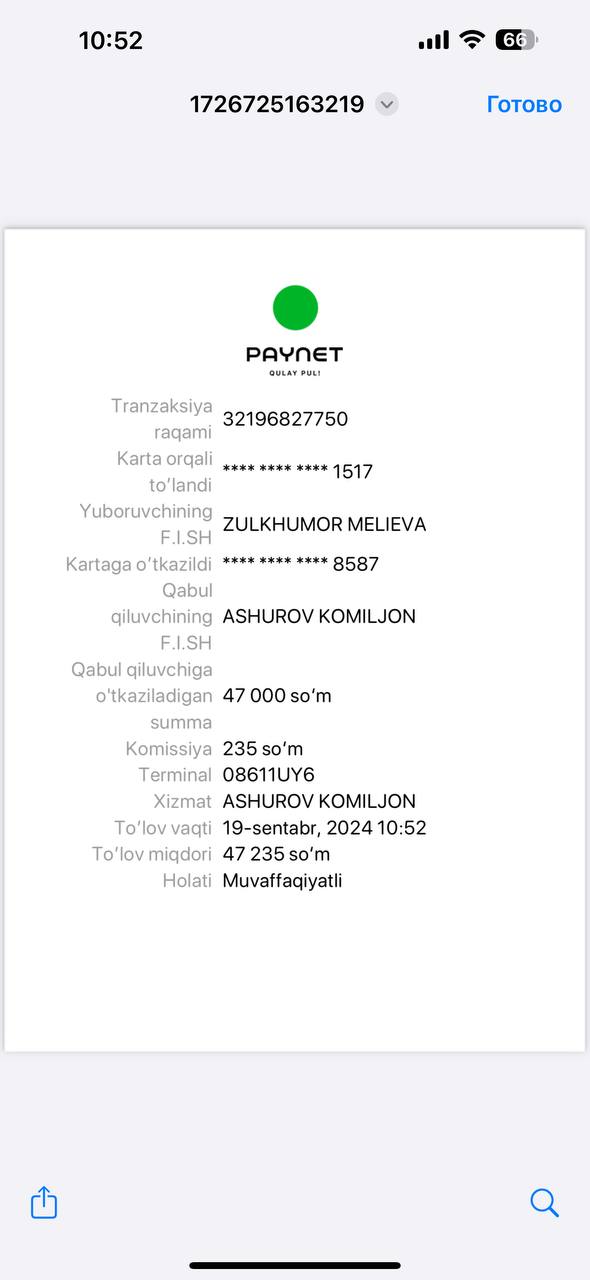 10:52
66
1726725163219
Готово
PAYNET
QULAY PUL!
Tranzaksiya
raqami
32196827750
Karta orqali
to‘landi
**** **** **** 1517
Yuboruvchining
F.I.SH
ZULKHUMOR MELIEVA
Kartaga o‘tkazildi **** **** **** 8587
Qabul
qiluvchining
F.I.SH
ASHUROV KOMILJON
Qabul qiluvchiga
o'tkaziladigan
summa
47 000 so‘m
Komissiya 235 so‘m
Terminal 08611UY6
Xizmat ASHUROV KOMILJON
To‘lov vaqti 19-sentabr, 2024 10:52
To‘lov miqdori 47 235 so‘m
Holati Muvaffaqiyatli